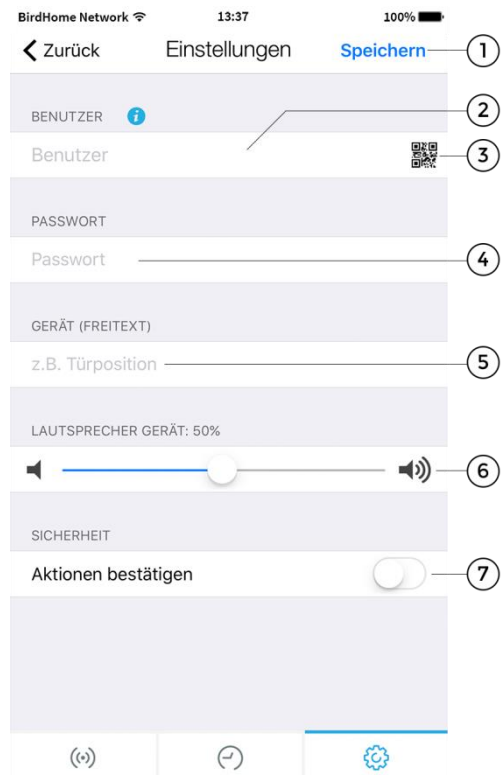 BirdHome Network 13:37 100%
Zurück Einstellungen Speichern 1
BENUTZER i 2
Benutzer 3
PASSWORT
Passwort 4
GERÄT (FREITEXT)
z.B. Türposition 5
LAUTSPRECHER GERÄT: 50%
6
SICHERHEIT
Aktionen bestätigen 7